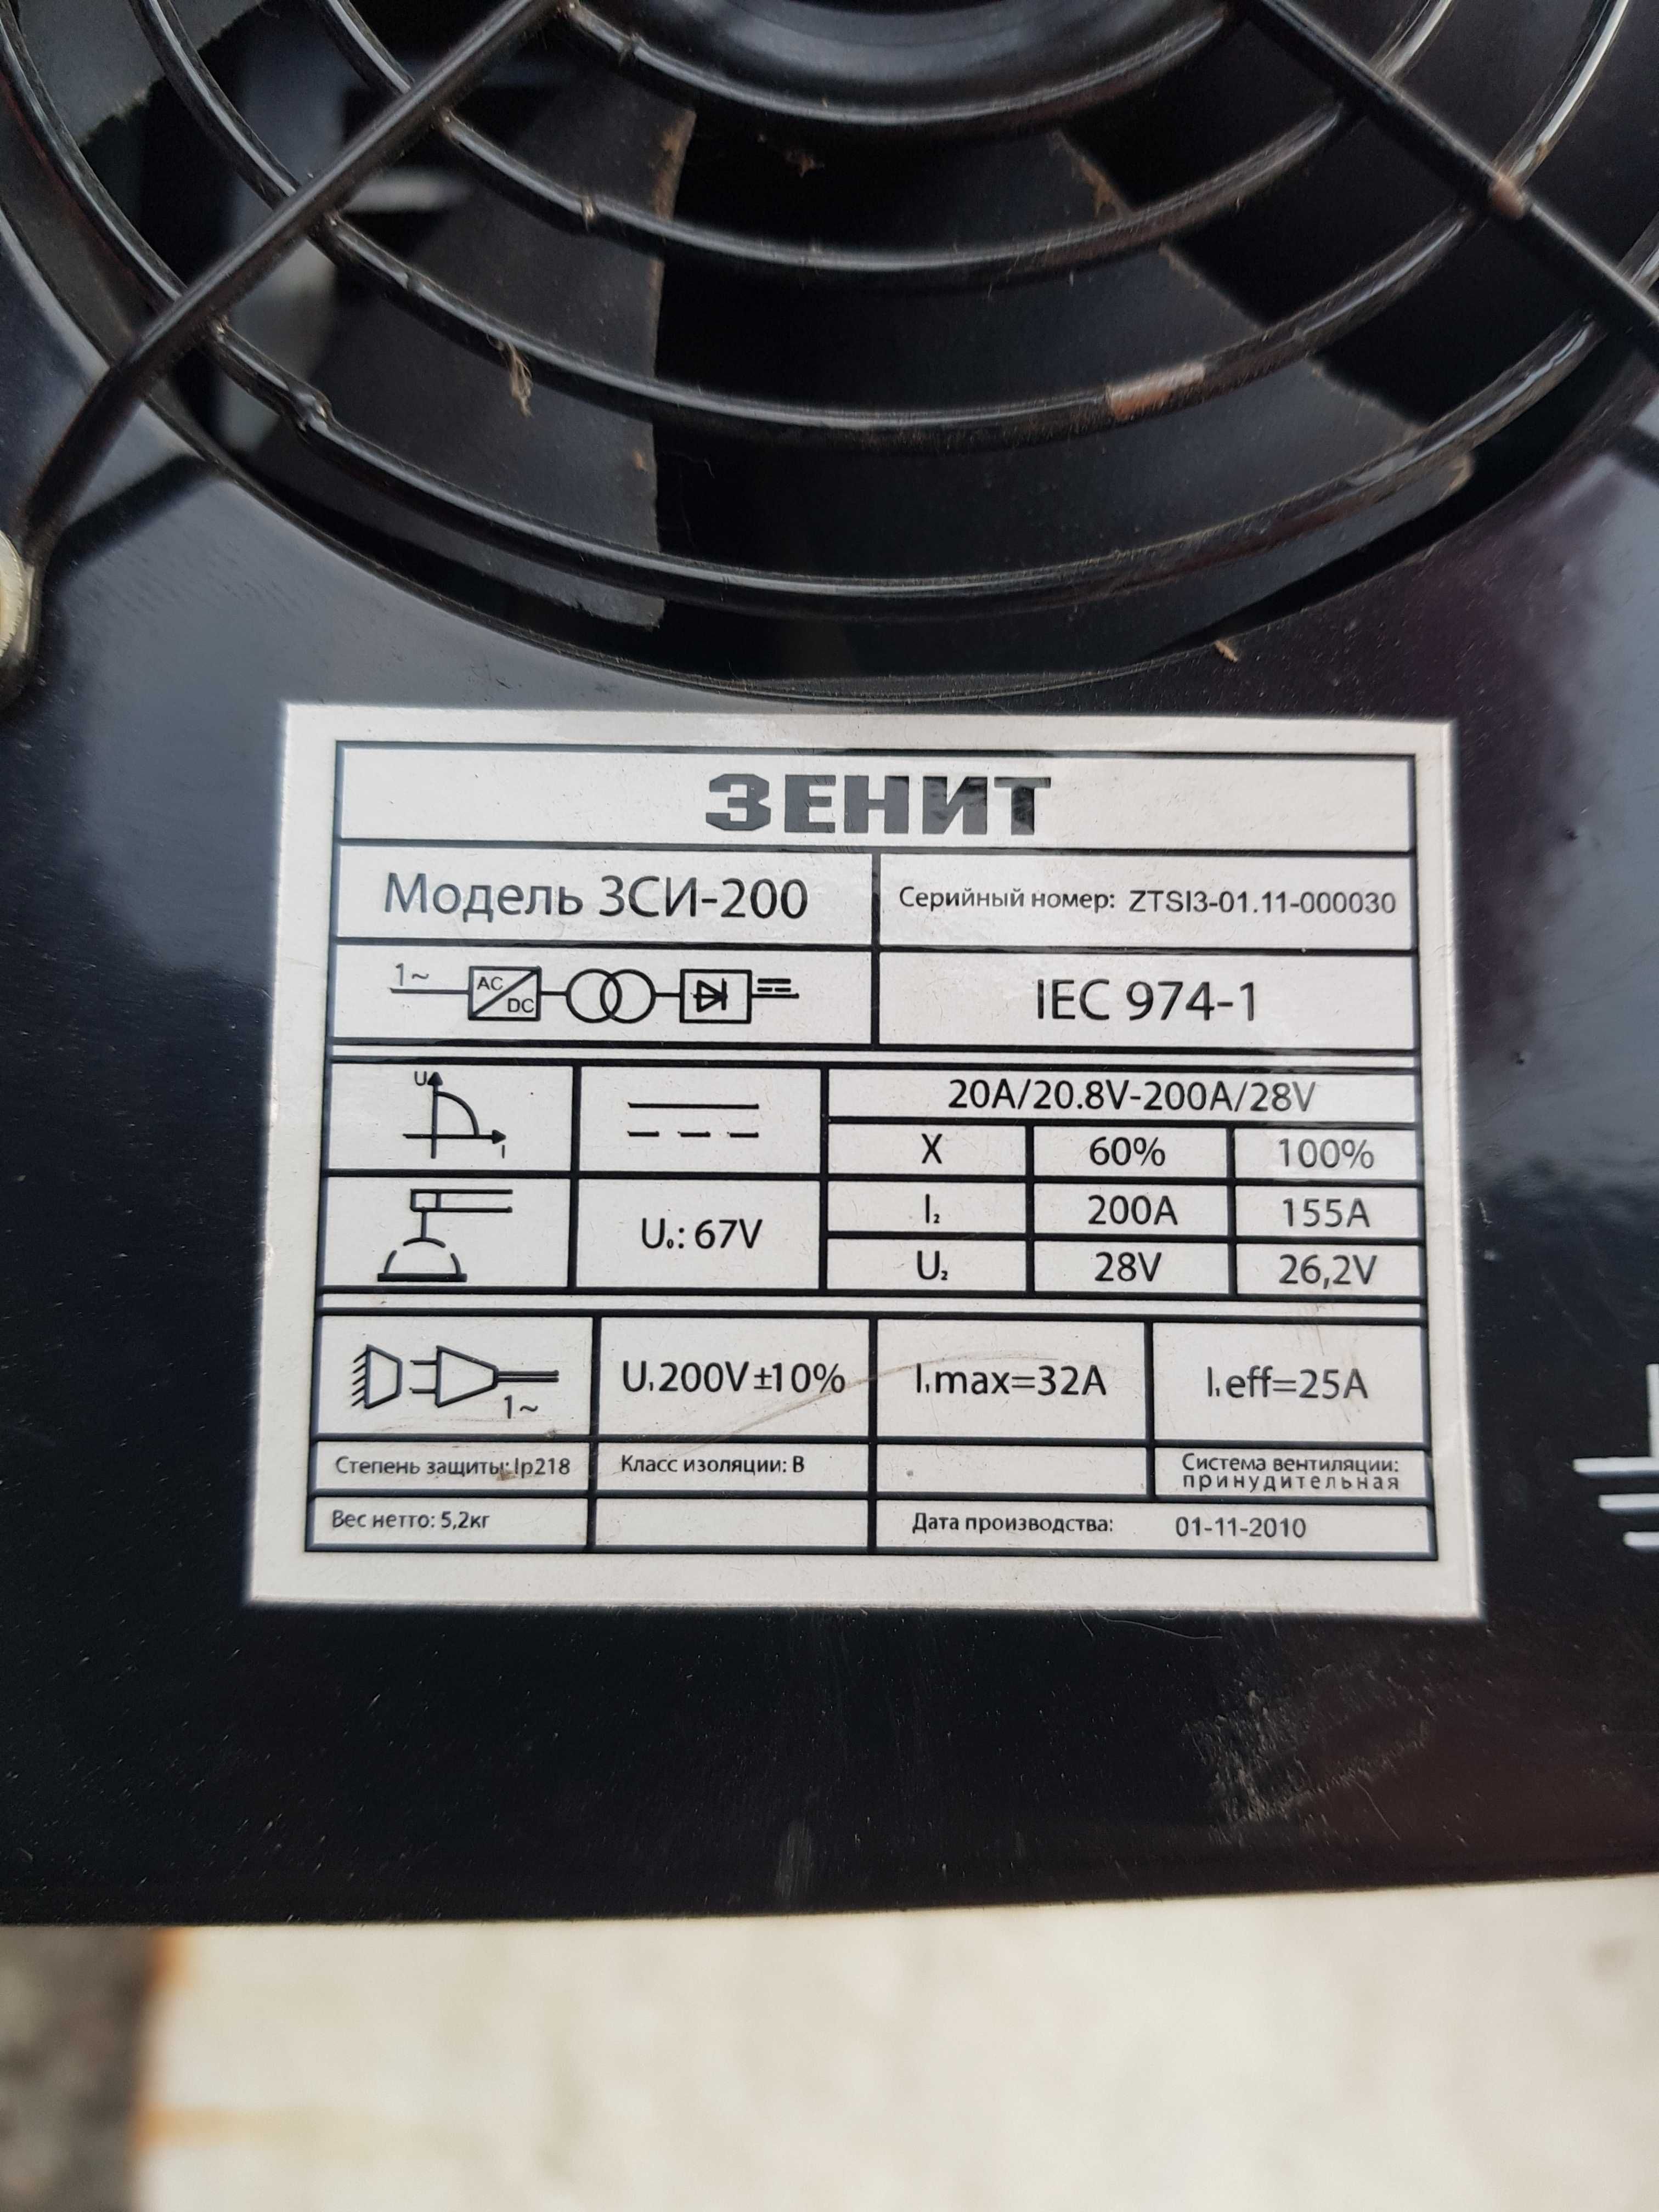 ЗЕНИТ
Модель ЗСИ-200
Серийный номер: ZTSI3-01.11-000030
1~ AC DC
IEC 974-1
U
I
20A/20.8V-200A/28V
X 60% 100%
I₂ 200A 155A
U₀: 67V
U₂ 28V 26,2V
1~
U₁200V±10%
I₁max=32A
I₁eff=25A
Степень защиты: Ip218
Класс изоляции: В
Система вентиляции:
принудительная
Вес нетто: 5,2кг
Дата производства: 01-11-2010